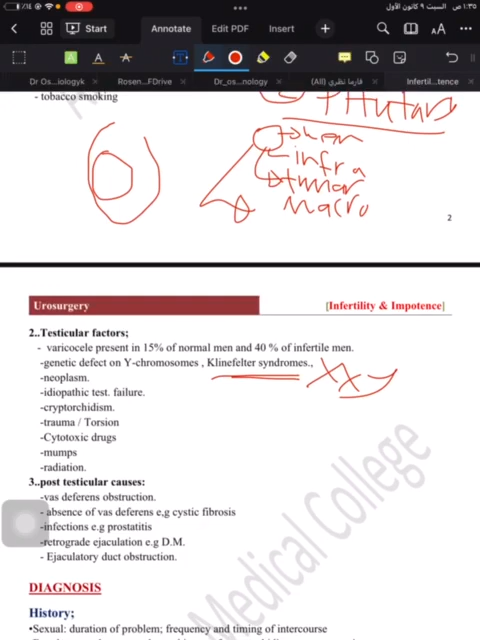 ١:٣٥ ص السبت ٩ كانون الأول
Start
Annotate
Edit PDF
Insert
Dr Os...iologyk
Rosen...FDrive
Dr_os...nology
(All) فارما نظري
Infertil...tence
- tobacco smoking
infra
tumor
Macro
2
Urosurgery
[Infertility & Impotence]
2..Testicular factors;
- varicocele present in 15% of normal men and 40 % of infertile men.
-genetic defect on Y-chromosomes , Klinefelter syndromes.,
XXY
-neoplasm.
-idiopathic test. failure.
-cryptorchidism.
-trauma / Torsion
-Cytotoxic drugs
-mumps
-radiation.
3..post testicular causes:
-vas deferens obstruction.
- absence of vas deferens e,g cystic fibrosis
-infections e.g prostatitis
-retrograde ejaculation e.g D.M.
- Ejaculatory duct obstruction.
Medical College
DIAGNOSIS
History;
•Sexual: duration of problem; frequency and timing of intercourse